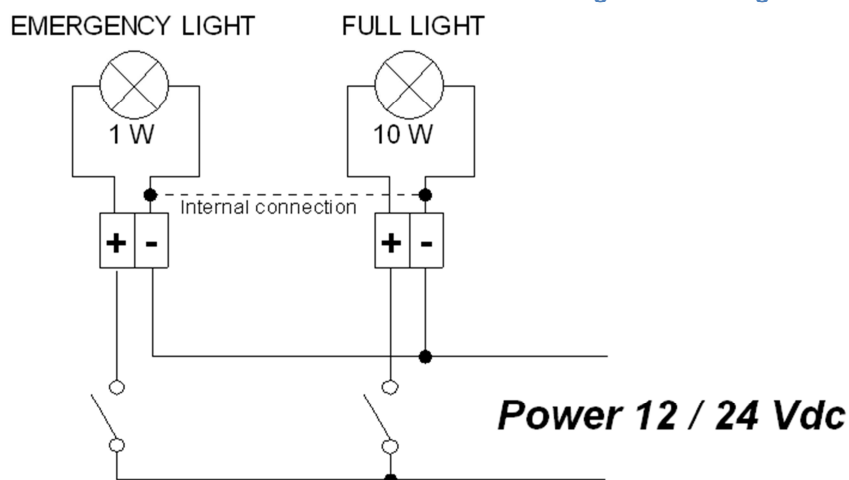 EMERGENCY LIGHT
FULL LIGHT
1 W
10 W
Internal connection
+ -
+ -
Power 12 / 24 Vdc